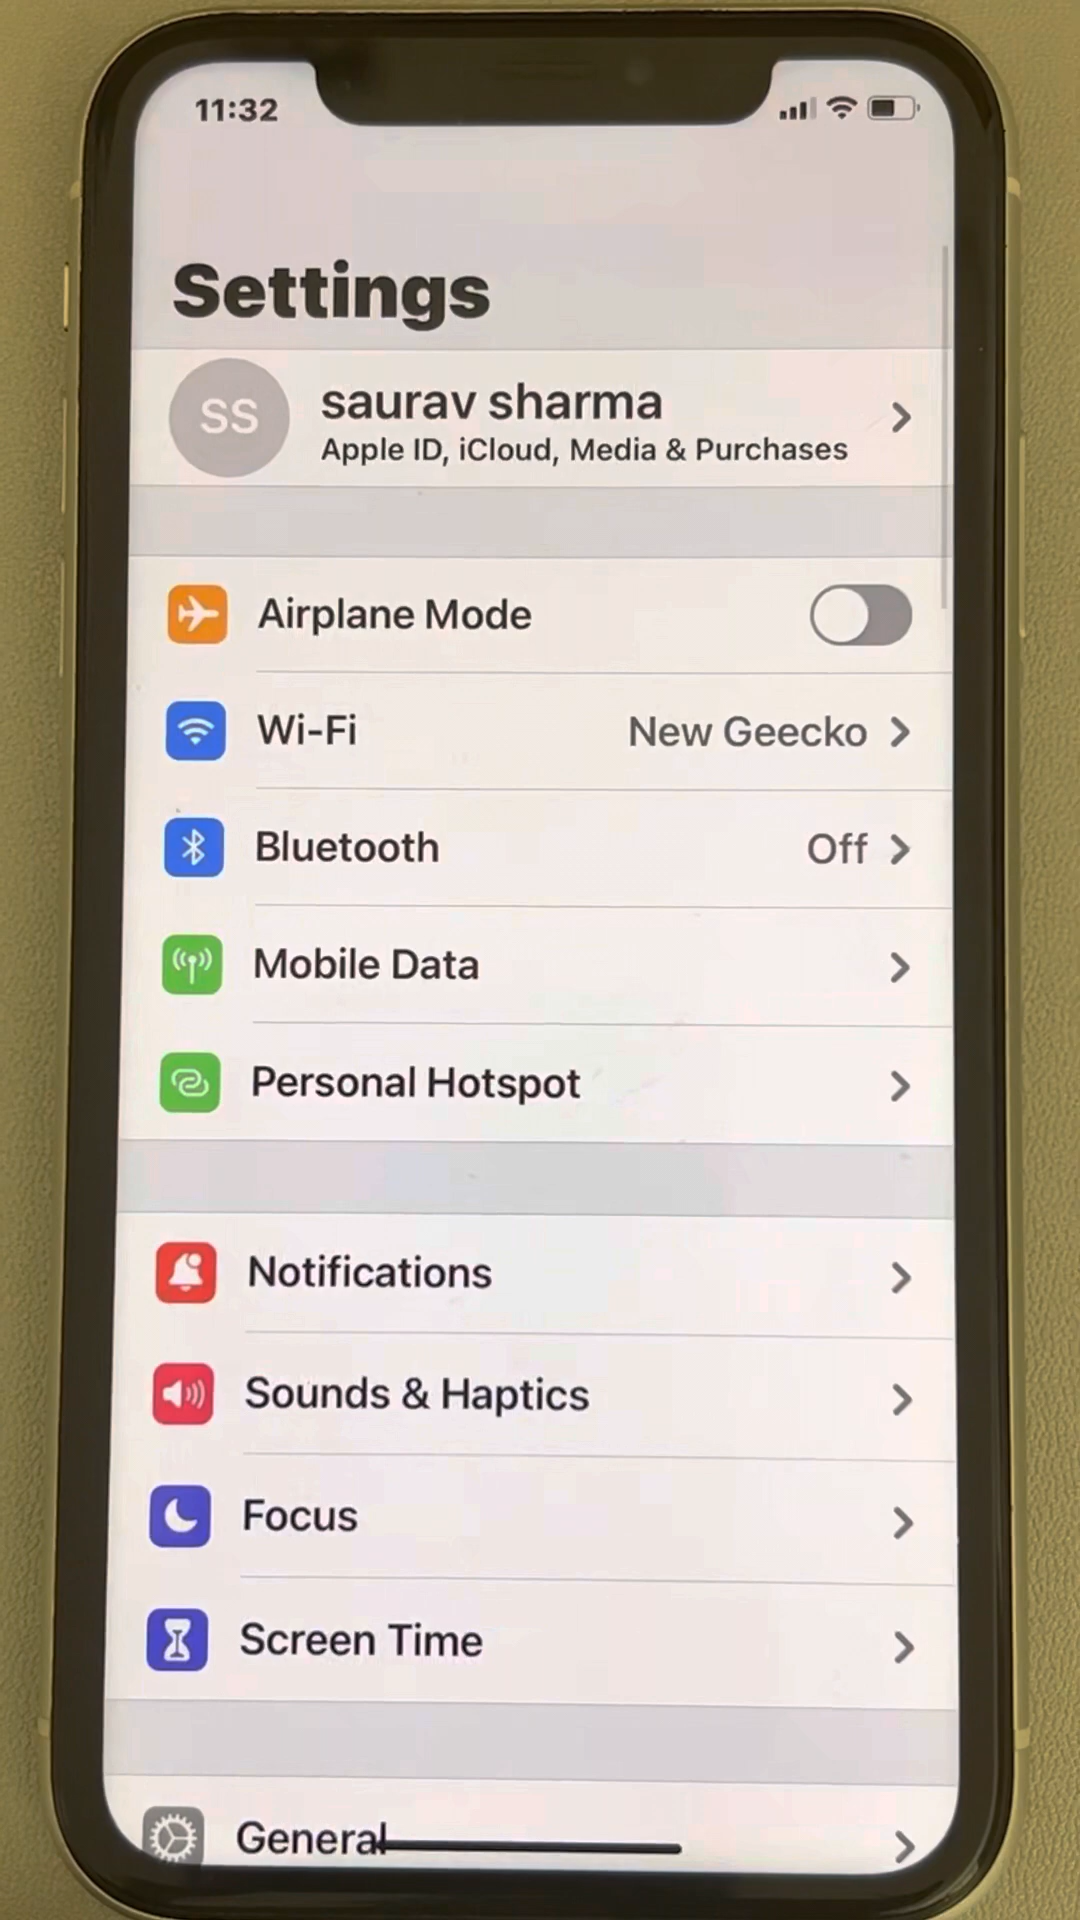 11:32
Settings
SS
saurav sharma
Apple ID, iCloud, Media & Purchases
Airplane Mode
Wi-Fi New Geecko
Bluetooth Off
Mobile Data
Personal Hotspot
Notifications
Sounds & Haptics
Focus
Screen Time
General